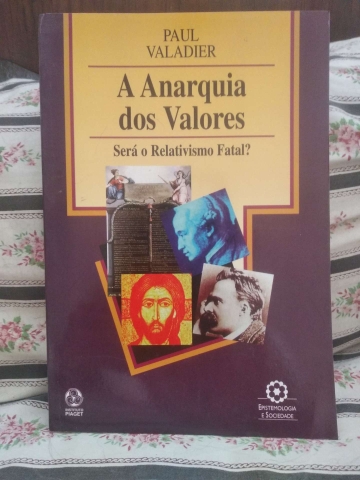 PAUL
VALADIER
A Anarquia
dos Valores
Será o Relativismo Fatal?
INSTITUTO
PIAGET
EPISTEMOLOGIA
E SOCIEDADE